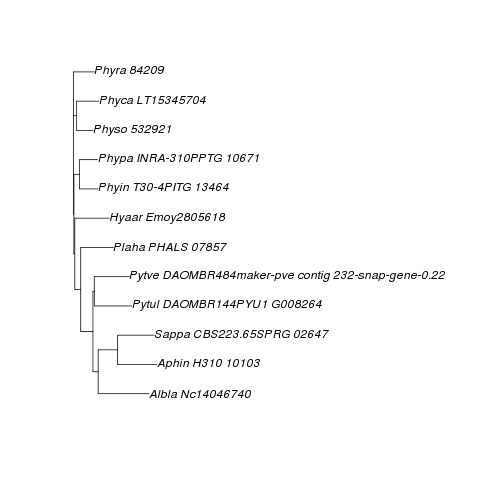 Phyra 84209
Phyca LT15345704
Physo 532921
Phypa INRA-310PPTG 10671
Phyin T30-4PITG 13464
Hyaar Emoy2805618
Plaha PHALS 07857
Pytve DAOMBR484maker-pve contig 232-snap-gene-0.22
Pytul DAOMBR144PYU1 G008264
Sappa CBS223.65SPRG 02647
Aphin H310 10103
Albla Nc14046740